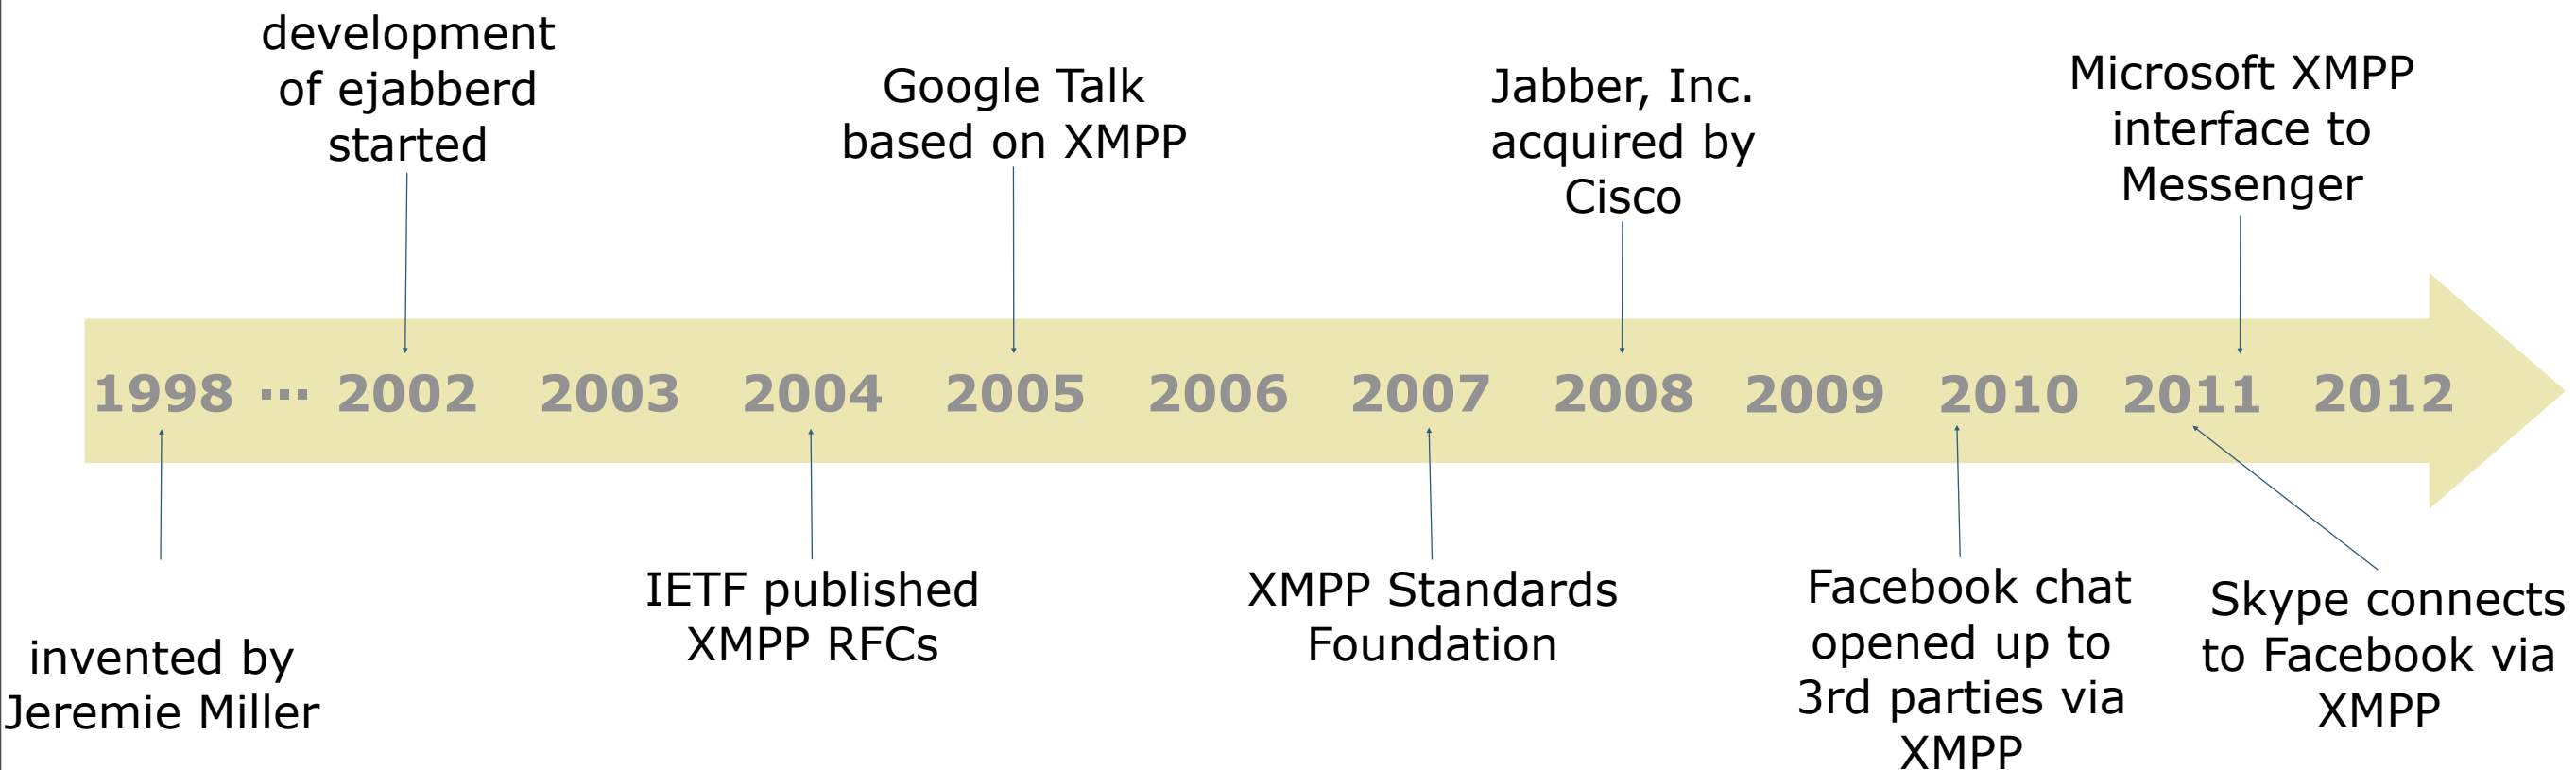 development
of ejabberd
started
Google Talk
based on XMPP
Jabber, Inc.
acquired by
Cisco
Microsoft XMPP
interface to
Messenger
1998 ... 2002 2003 2004 2005 2006 2007 2008 2009 2010 2011 2012
invented by
Jeremie Miller
IETF published
XMPP RFCs
XMPP Standards
Foundation
Facebook chat
opened up to
3rd parties via
XMPP
Skype connects
to Facebook via
XMPP